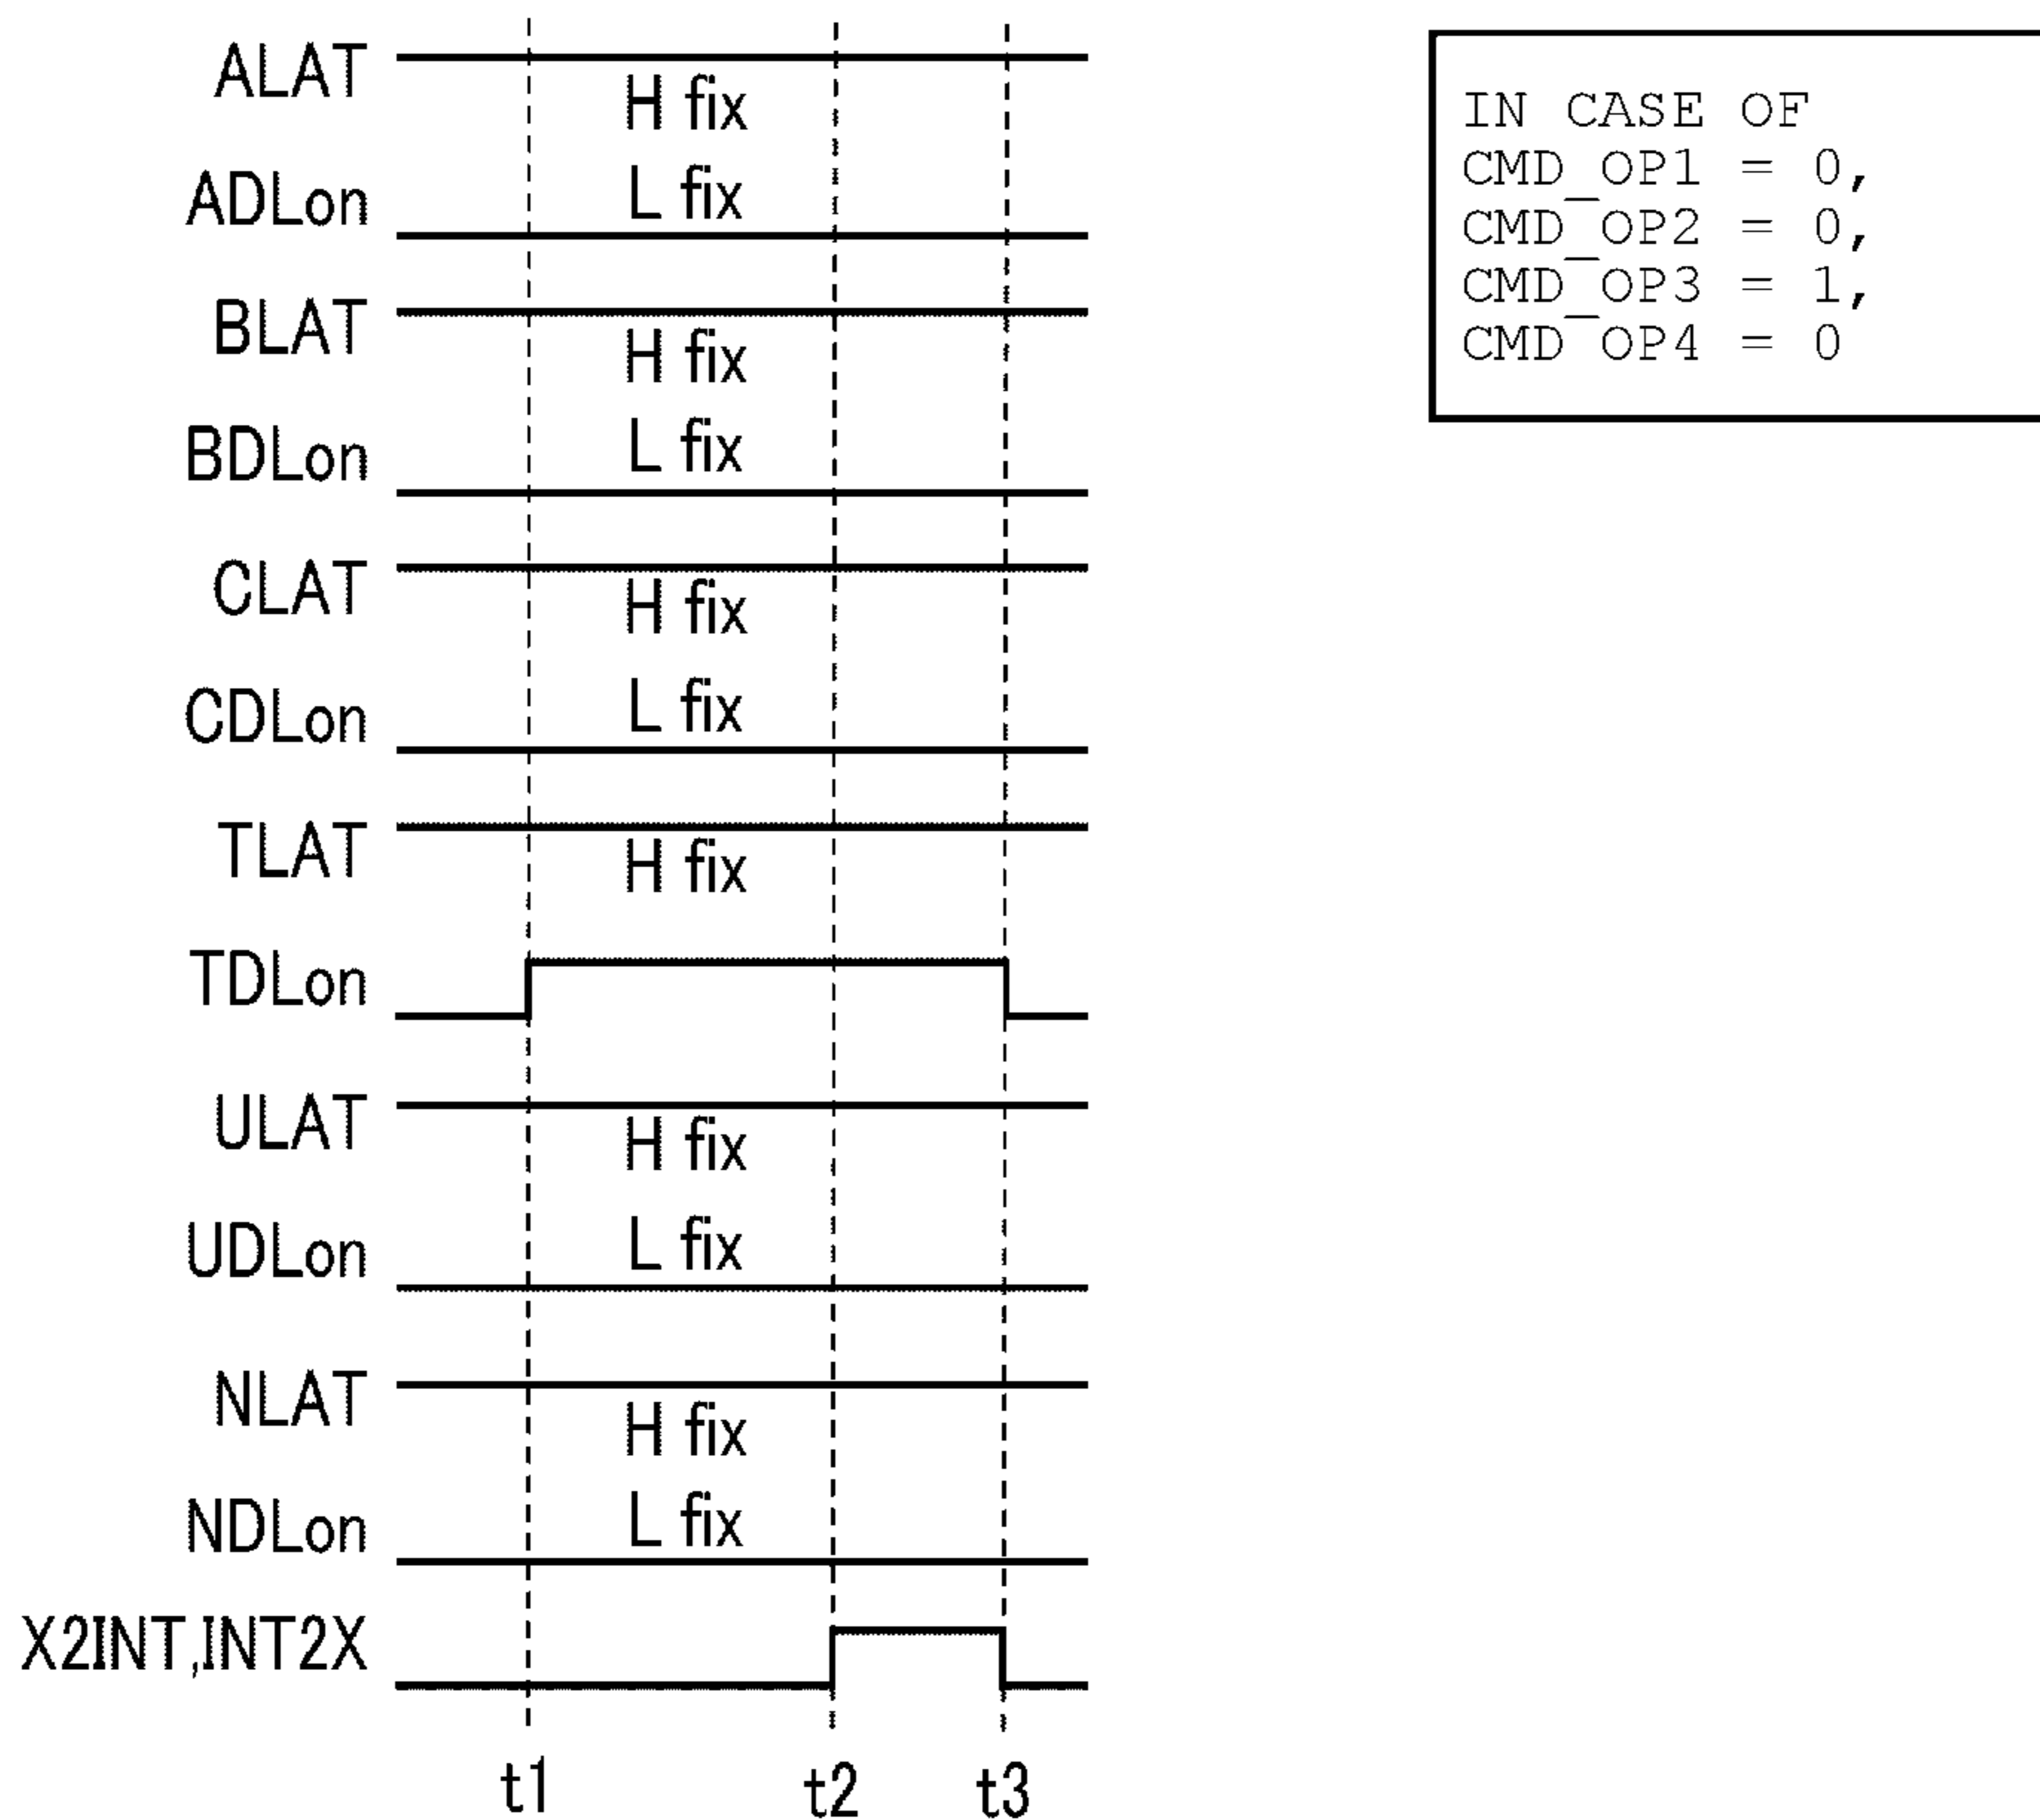 ALAT
H fix
ADLon
L fix
BLAT
H fix
BDLon
L fix
CLAT
H fix
CDLon
L fix
TLAT
H fix
TDLon
ULAT
H fix
UDLon
L fix
NLAT
H fix
NDLon
L fix
X2INT,INT2X
t1 t2 t3
IN CASE OF
CMD_OP1 = 0,
CMD_OP2 = 0,
CMD_OP3 = 1,
CMD_OP4 = 0